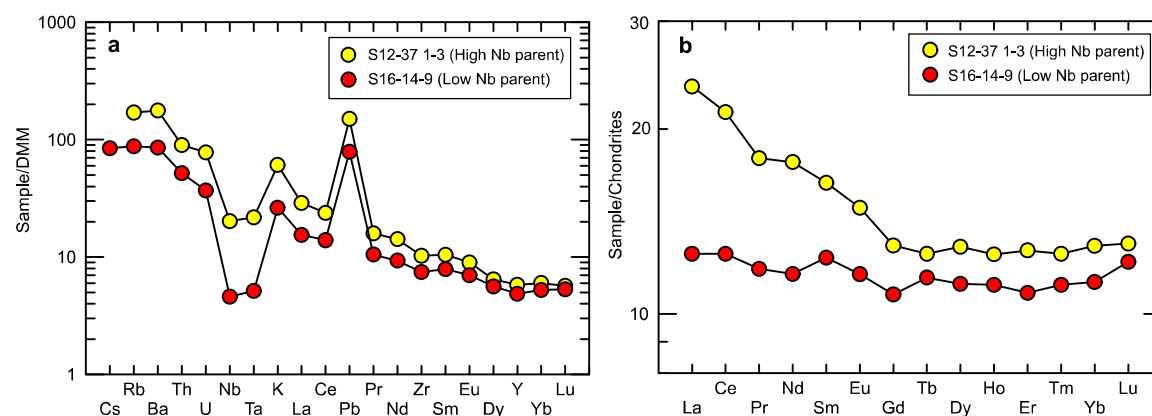 a
S12-37 1-3 (High Nb parent)
S16-14-9 (Low Nb parent)
Sample/DMM
1000
100
10
1
Rb Th Nb K Ce Pr Zr Eu Y Lu
Cs Ba U Ta La Pb Nd Sm Dy Yb
b
S12-37 1-3 (High Nb parent)
S16-14-9 (Low Nb parent)
Sample/Chondrites
30
20
10
Ce Nd Eu Tb Ho Tm Lu
La Pr Sm Gd Dy Er Yb